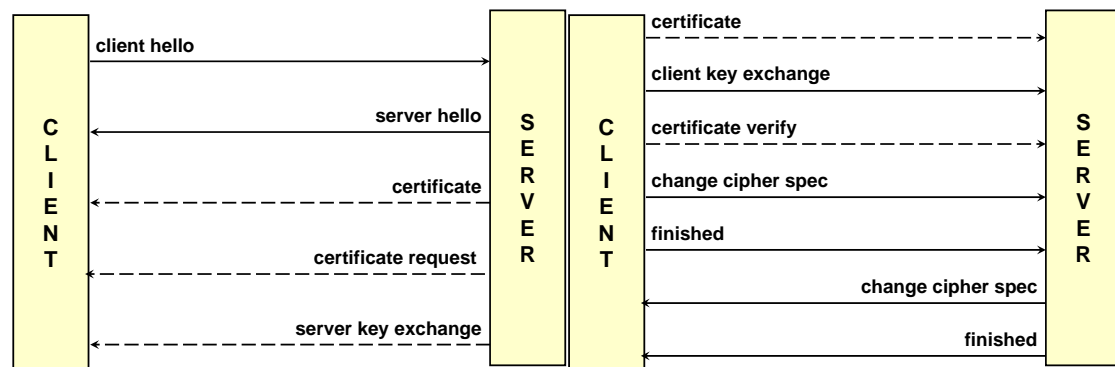 CLIENT
client hello
server hello
certificate
certificate request
server key exchange
SERVER
CLIENT
certificate
client key exchange
certificate verify
change cipher spec
finished
change cipher spec
finished
SERVER